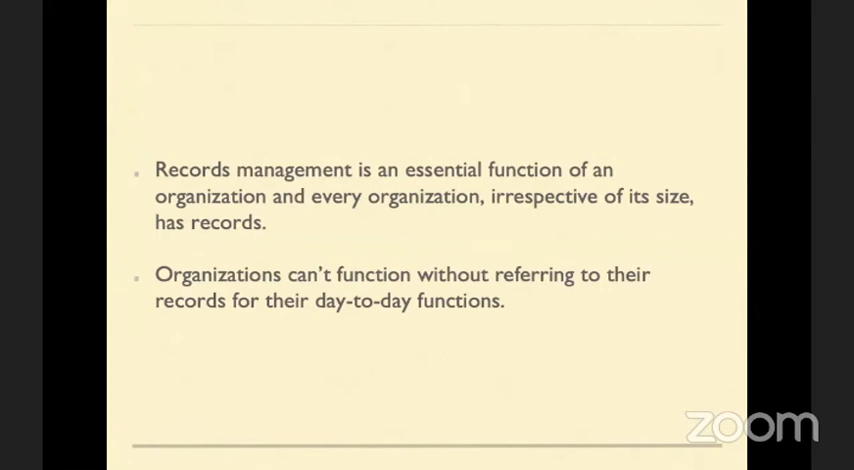 Records management is an essential function of an
organization and every organization, irrespective of its size,
has records.
Organizations can't function without referring to their
records for their day-to-day functions.
zoom